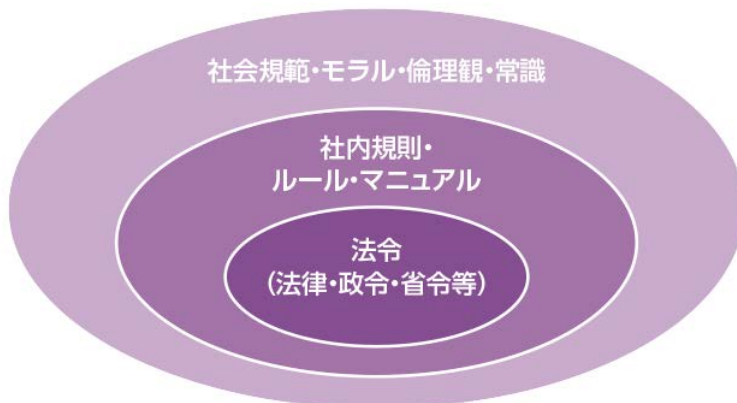 社会規範・モラル・倫理観・常識
社内規則・
ルール・マニュアル
法令
(法律・政令・省令等)